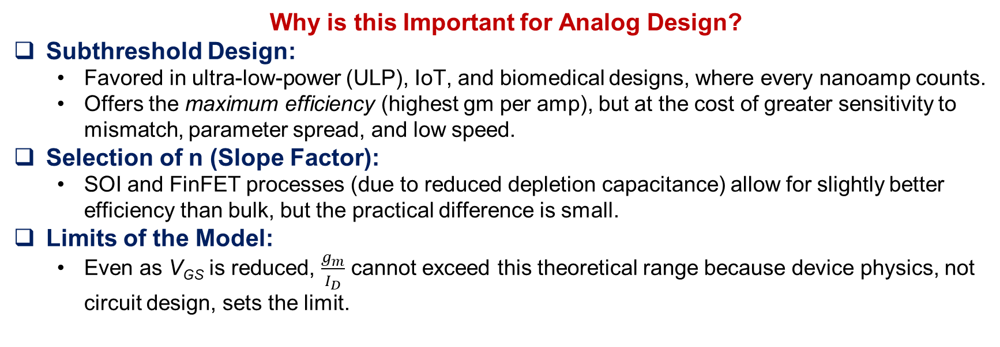 Why is this Important for Analog Design?
❑ Subthreshold Design:
• Favored in ultra-low-power (ULP), IoT, and biomedical designs, where every nanoamp counts.
• Offers the maximum efficiency (highest gm per amp), but at the cost of greater sensitivity to
mismatch, parameter spread, and low speed.
❑ Selection of n (Slope Factor):
• SOI and FinFET processes (due to reduced depletion capacitance) allow for slightly better
efficiency than bulk, but the practical difference is small.
❑ Limits of the Model:
• Even as V_GS is reduced, g_m/I_D cannot exceed this theoretical range because device physics, not
circuit design, sets the limit.